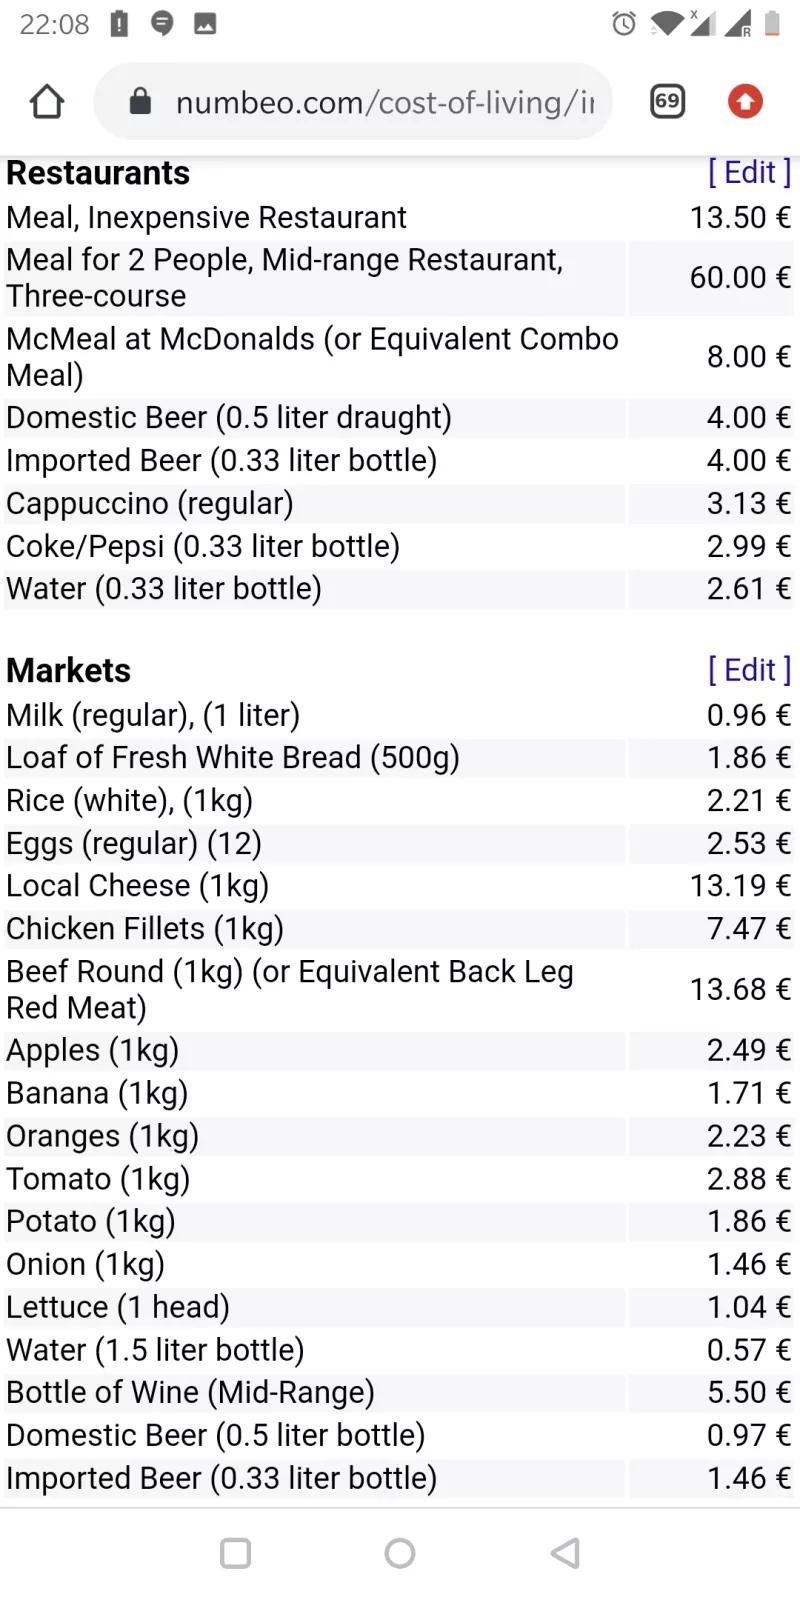 22:08
numbeo.com/cost-of-living/in
69
Restaurants [ Edit ]
Meal, Inexpensive Restaurant 13.50 €
Meal for 2 People, Mid-range Restaurant,
Three-course 60.00 €
McMeal at McDonalds (or Equivalent Combo
Meal) 8.00 €
Domestic Beer (0.5 liter draught) 4.00 €
Imported Beer (0.33 liter bottle) 4.00 €
Cappuccino (regular) 3.13 €
Coke/Pepsi (0.33 liter bottle) 2.99 €
Water (0.33 liter bottle) 2.61 €
Markets [ Edit ]
Milk (regular), (1 liter) 0.96 €
Loaf of Fresh White Bread (500g) 1.86 €
Rice (white), (1kg) 2.21 €
Eggs (regular) (12) 2.53 €
Local Cheese (1kg) 13.19 €
Chicken Fillets (1kg) 7.47 €
Beef Round (1kg) (or Equivalent Back Leg
Red Meat) 13.68 €
Apples (1kg) 2.49 €
Banana (1kg) 1.71 €
Oranges (1kg) 2.23 €
Tomato (1kg) 2.88 €
Potato (1kg) 1.86 €
Onion (1kg) 1.46 €
Lettuce (1 head) 1.04 €
Water (1.5 liter bottle) 0.57 €
Bottle of Wine (Mid-Range) 5.50 €
Domestic Beer (0.5 liter bottle) 0.97 €
Imported Beer (0.33 liter bottle) 1.46 €